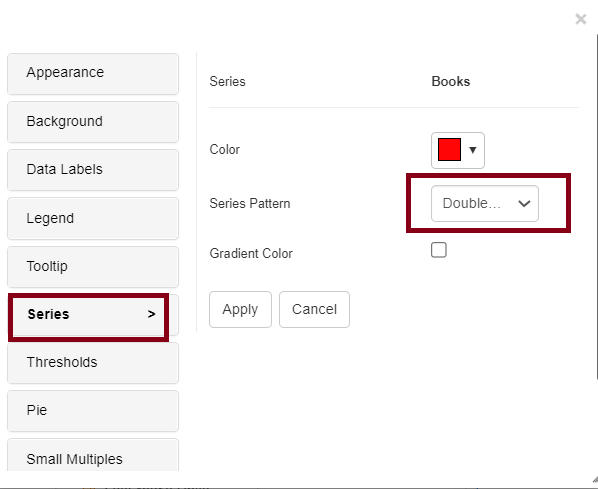 ×
Appearance
Background
Data Labels
Legend
Tooltip
Series >
Thresholds
Pie
Small Multiples
Series Books
Color
Series Pattern Double...
Gradient Color
Apply Cancel